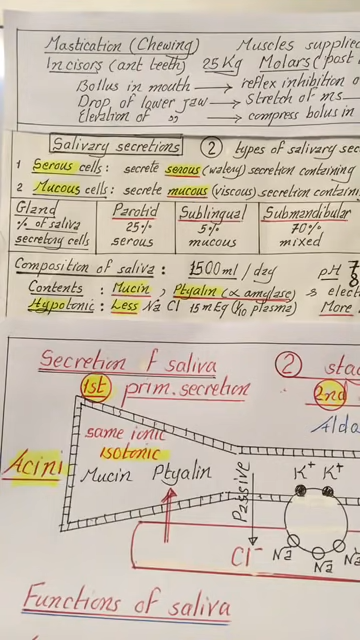 Mastication (Chewing) Muscles supplied
Incisors (ant teeth) 25 Kg Molars (post
Bollus in mouth → reflex inhibition o
Drop of lower jaw → Stretch of ms
Elevation of ,, → compress bolus in
Salivary secretions ② types of salivary sec
1 Serous cells: secrete serous (watery) secretion containing
2 Mucous cells: secrete mucous (viscous) secretion containi
Gland Parotid Sublingual Submandibular
% of saliva 25% 5% 70%
secretory cells serous mucous mixed
Composition of saliva : 1500 ml / day pH 7
8
Contents : Mucin, Ptyalin (α amylase) & elect
Hypotonic : Less Na Cl 15 mEq (1/10 plasma) More
Secretion of saliva ② sta
1st prim. secretion 2nd
same ionic Alda
isotonic
Acini Mucin Ptyalin
K+ K+
Passive
Cl- Na Na Na
Functions of saliva